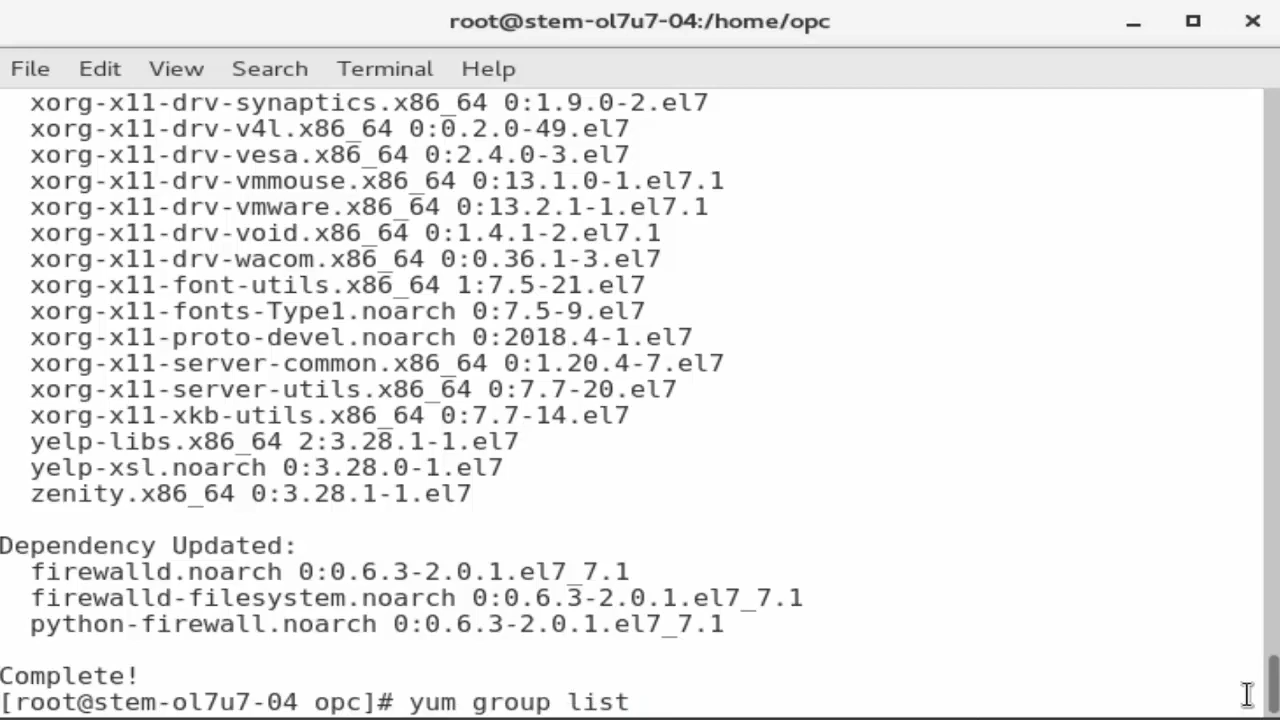 root@stem-ol7u7-04:/home/opc
File Edit View Search Terminal Help
xorg-x11-drv-synaptics.x86_64 0:1.9.0-2.el7
xorg-x11-drv-v4l.x86_64 0:0.2.0-49.el7
xorg-x11-drv-vesa.x86_64 0:2.4.0-3.el7
xorg-x11-drv-vmmouse.x86_64 0:13.1.0-1.el7.1
xorg-x11-drv-vmware.x86_64 0:13.2.1-1.el7.1
xorg-x11-drv-void.x86_64 0:1.4.1-2.el7.1
xorg-x11-drv-wacom.x86_64 0:0.36.1-3.el7
xorg-x11-font-utils.x86_64 1:7.5-21.el7
xorg-x11-fonts-Type1.noarch 0:7.5-9.el7
xorg-x11-proto-devel.noarch 0:2018.4-1.el7
xorg-x11-server-common.x86_64 0:1.20.4-7.el7
xorg-x11-server-utils.x86_64 0:7.7-20.el7
xorg-x11-xkb-utils.x86_64 0:7.7-14.el7
yelp-libs.x86_64 2:3.28.1-1.el7
yelp-xsl.noarch 0:3.28.0-1.el7
zenity.x86_64 0:3.28.1-1.el7
Dependency Updated:
firewalld.noarch 0:0.6.3-2.0.1.el7_7.1
firewalld-filesystem.noarch 0:0.6.3-2.0.1.el7_7.1
python-firewall.noarch 0:0.6.3-2.0.1.el7_7.1
Complete!
[root@stem-ol7u7-04 opc]# yum group list